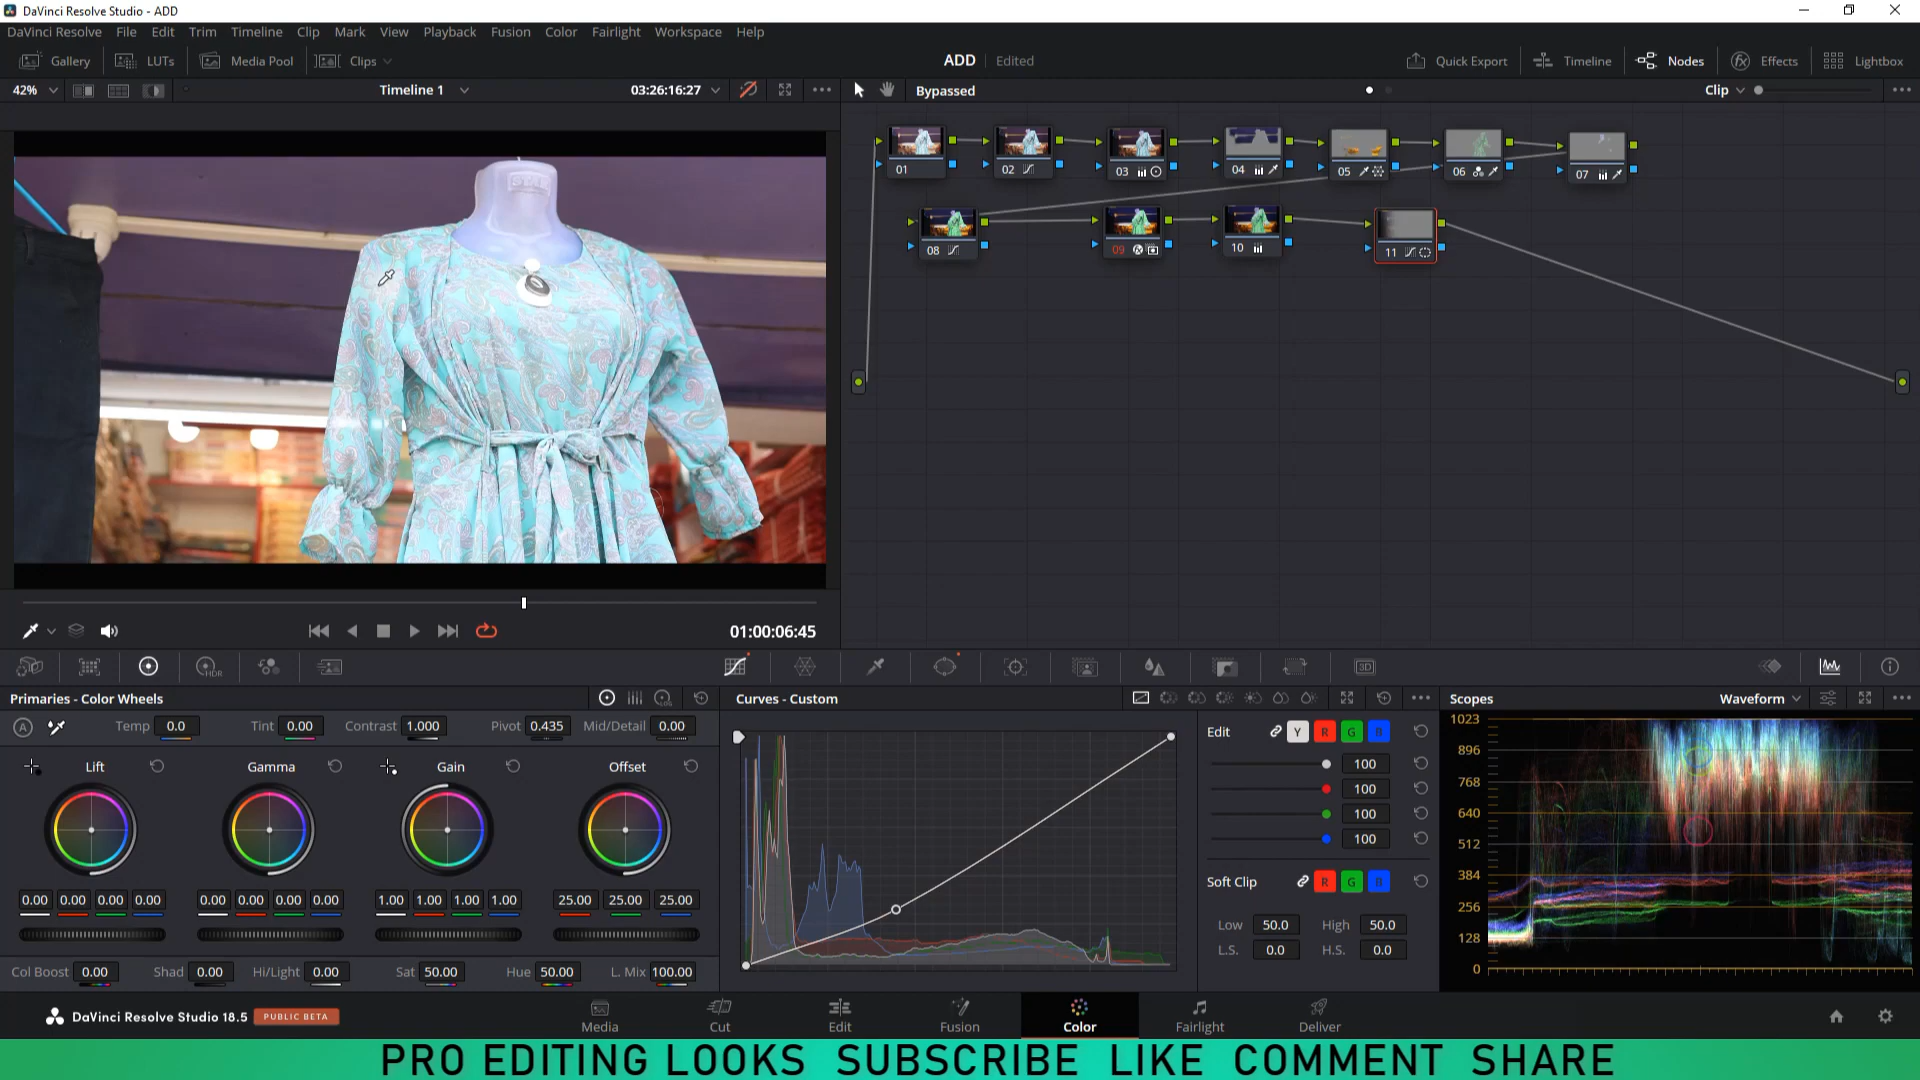 DaVinci Resolve Studio - ADD
DaVinci Resolve File Edit Trim Timeline Clip Mark View Playback Fusion Color Fairlight Workspace Help
Gallery LUTs Media Pool Clips ADD Edited Quick Export Timeline Nodes Effects Lightbox
42% Timeline 1 03:26:16:27 Bypassed Clip
STAR
01 02 03 04 05 06 07
08 09 10 11
01:00:06:45
HDR 3D
Primaries - Color Wheels Curves - Custom Scopes Waveform
LOG
A Temp 0.0 Tint 0.00 Contrast 1.000 Pivot 0.435 Mid/Detail 0.00
Edit Y R G B
Lift Gamma Gain Offset
100
100
100
100
Soft Clip R G B
0.00 0.00 0.00 0.00 0.00 0.00 0.00 0.00 1.00 1.00 1.00 1.00 25.00 25.00 25.00
Low 50.0 High 50.0
L.S. 0.0 H.S. 0.0
Col Boost 0.00 Shad 0.00 Hi/Light 0.00 Sat 50.00 Hue 50.00 L. Mix 100.00
1023
896
768
640
512
384
256
128
0
DaVinci Resolve Studio 18.5 PUBLIC BETA
Media Cut Edit Fusion Color Fairlight Deliver
PRO EDITING LOOKS SUBSCRIBE LIKE COMMENT SHARE